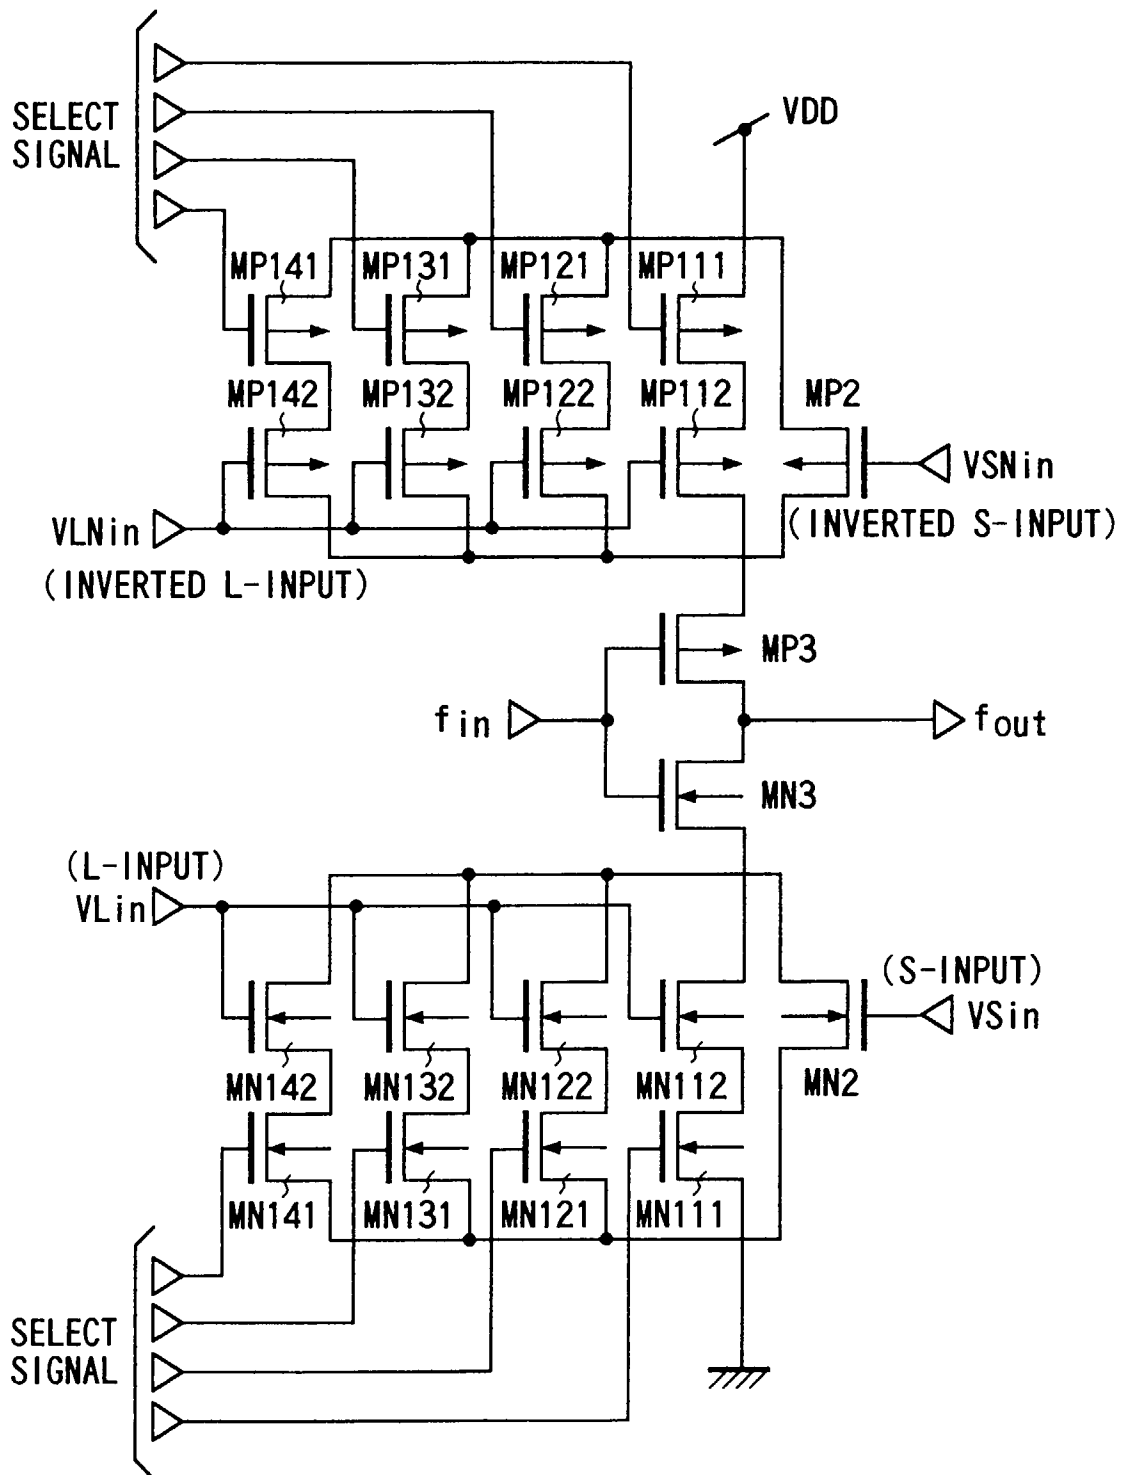 VDD
SELECT
SIGNAL
MP141 MP131 MP121 MP111
MP142 MP132 MP122 MP112 MP2
VSNin
(INVERTED S-INPUT)
VLNin
(INVERTED L-INPUT)
MP3
fin
fout
MN3
(L-INPUT)
VLin
(S-INPUT)
VSin
MN142 MN132 MN122 MN112 MN2
MN141 MN131 MN121 MN111
SELECT
SIGNAL